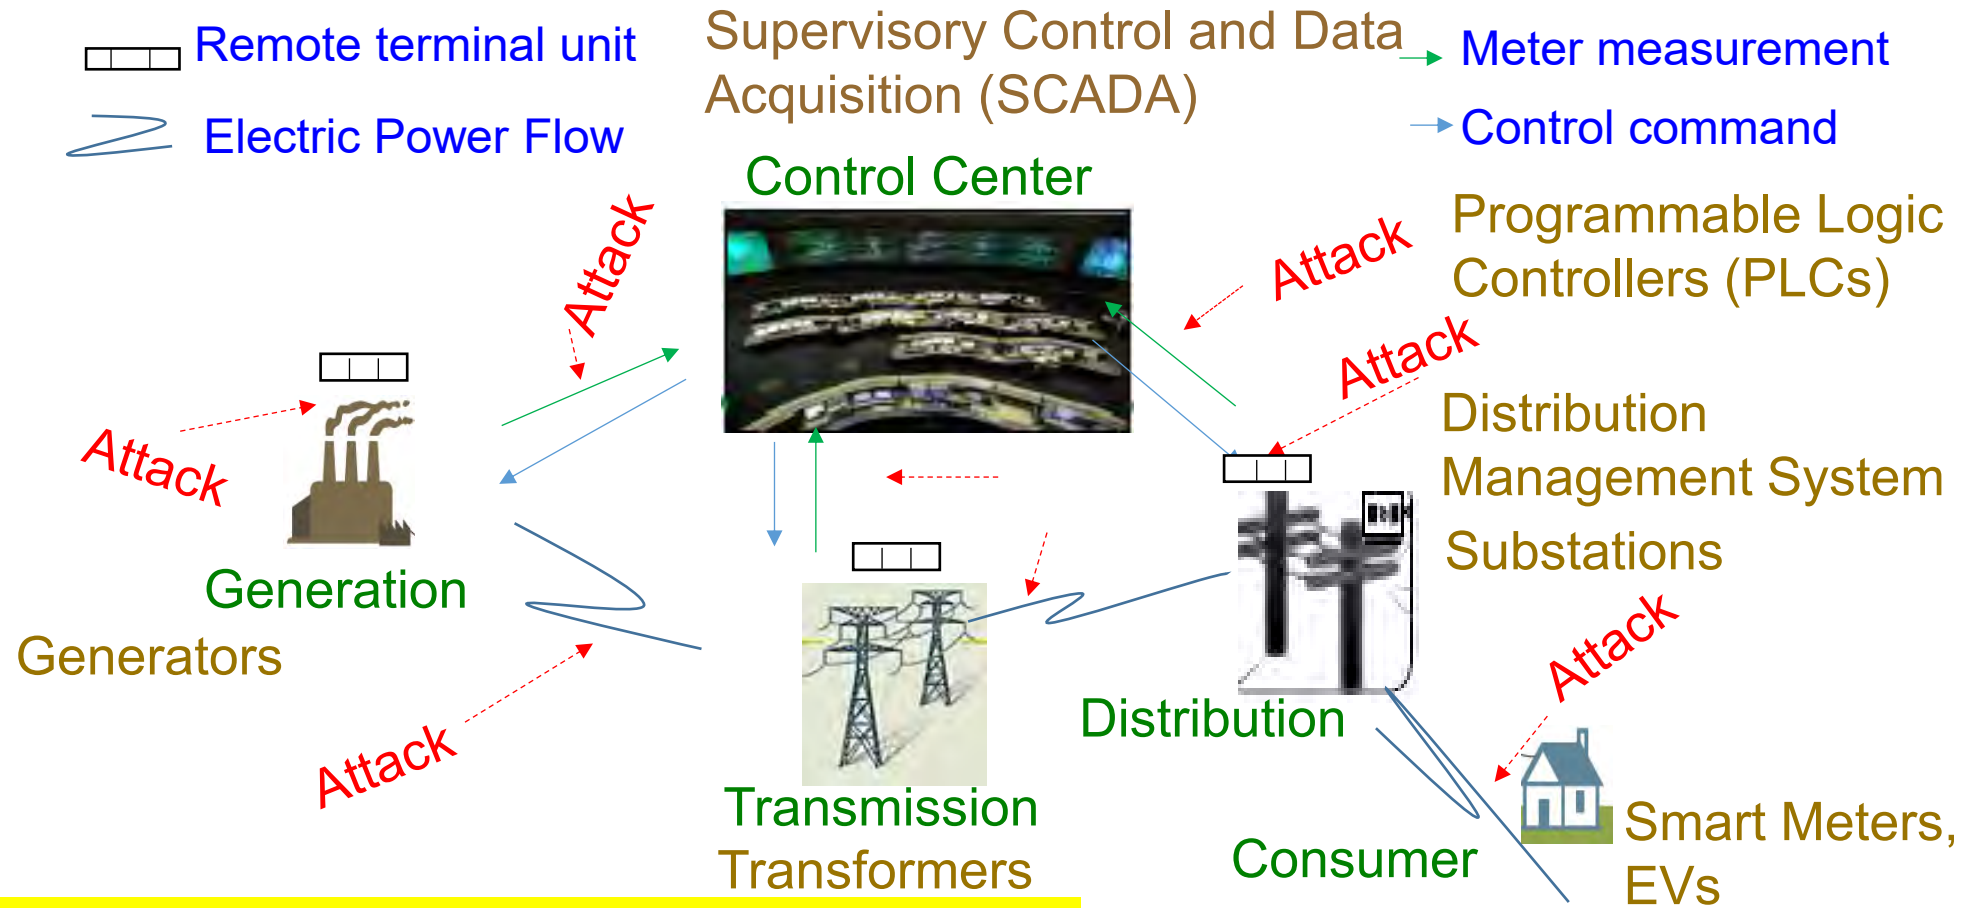 Remote terminal unit
Supervisory Control and Data
Acquisition (SCADA)
Meter measurement
Electric Power Flow
Control command
Control Center
Attack
Attack
Programmable Logic
Controllers (PLCs)
Attack
Attack
Distribution
Management System
Substations
Generation
Generators
Attack
Attack
Distribution
Transmission
Transformers
Consumer
Smart Meters,
EVs